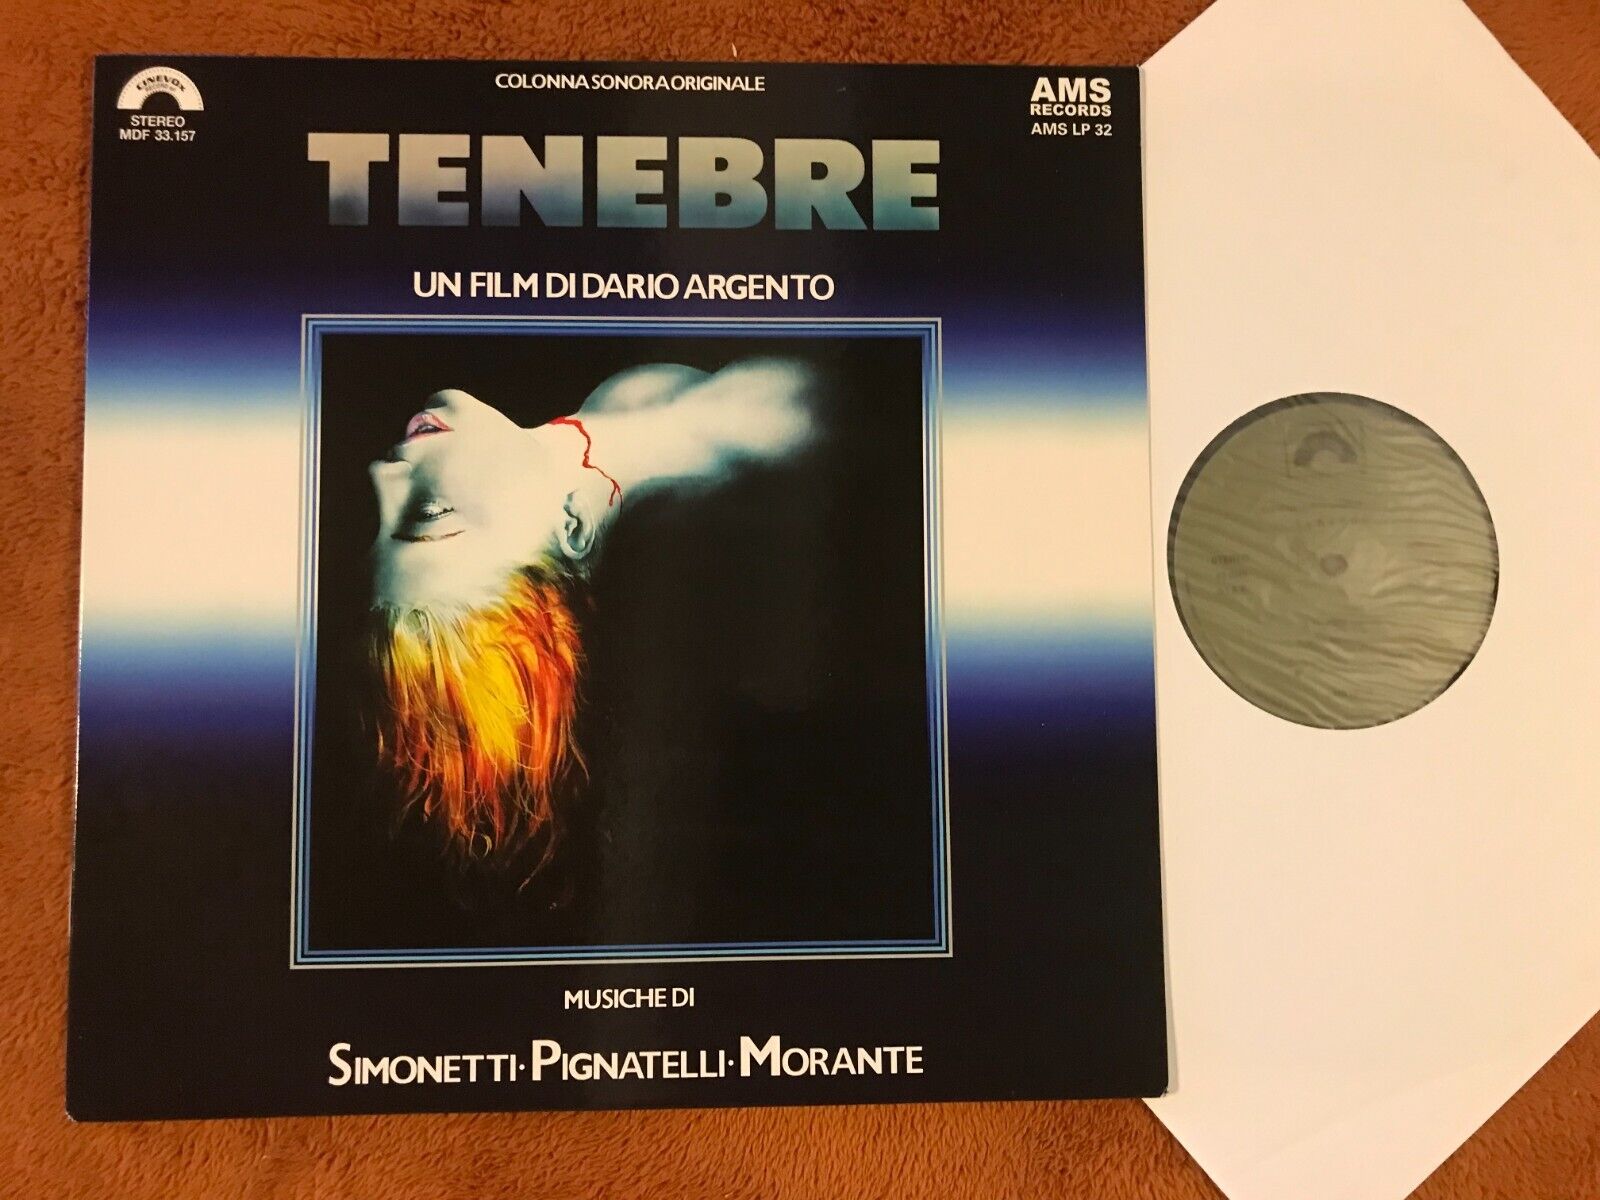 CINEVOX
STEREO
MDF 33.157
COLONNA SONORA ORIGINALE
AMS
RECORDS
AMS LP 32
TENEBRE
UN FILM DI DARIO ARGENTO
MUSICHE DI
SIMONETTI · PIGNATELLI · MORANTE